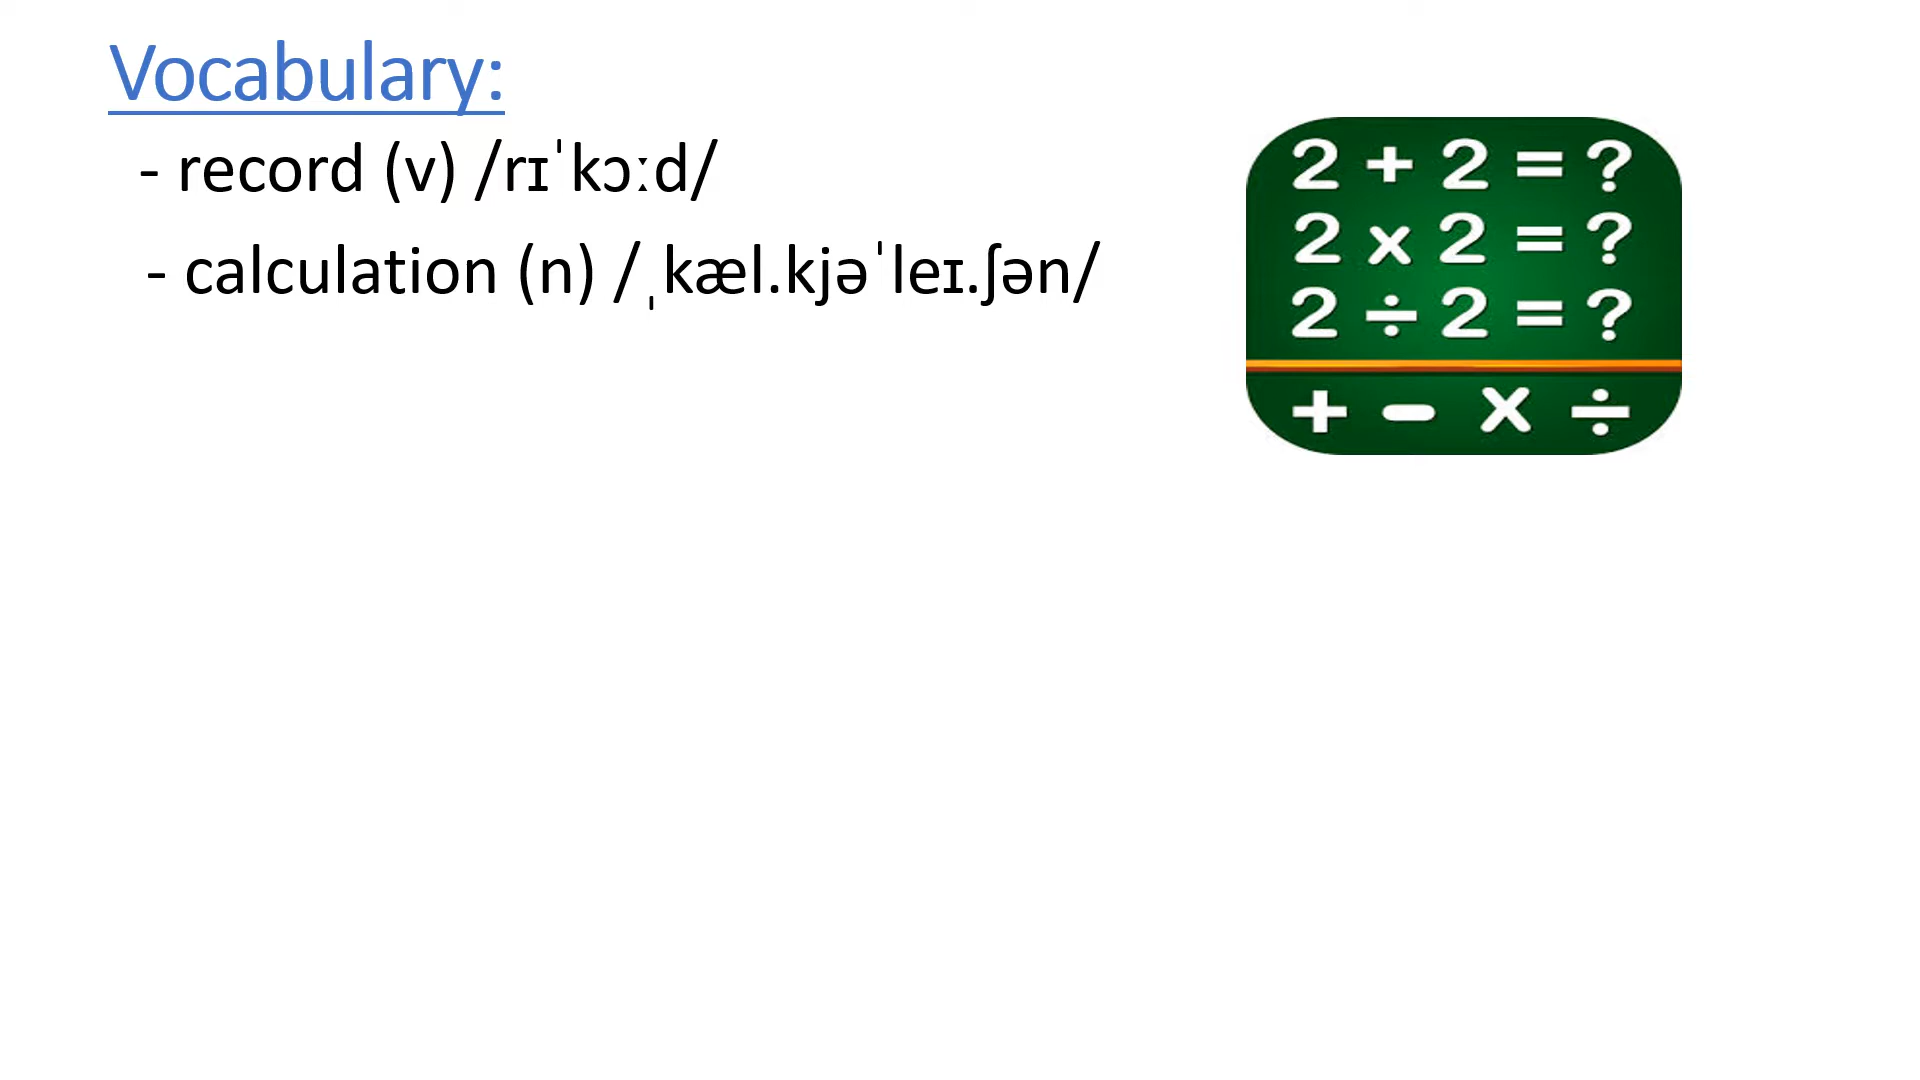 Vocabulary:
- record (v) /rɪˈkɔːd/
- calculation (n) /ˌkæl.kjəˈleɪ.ʃən/
2 + 2 = ?
2 x 2 = ?
2 ÷ 2 = ?
+ - x ÷